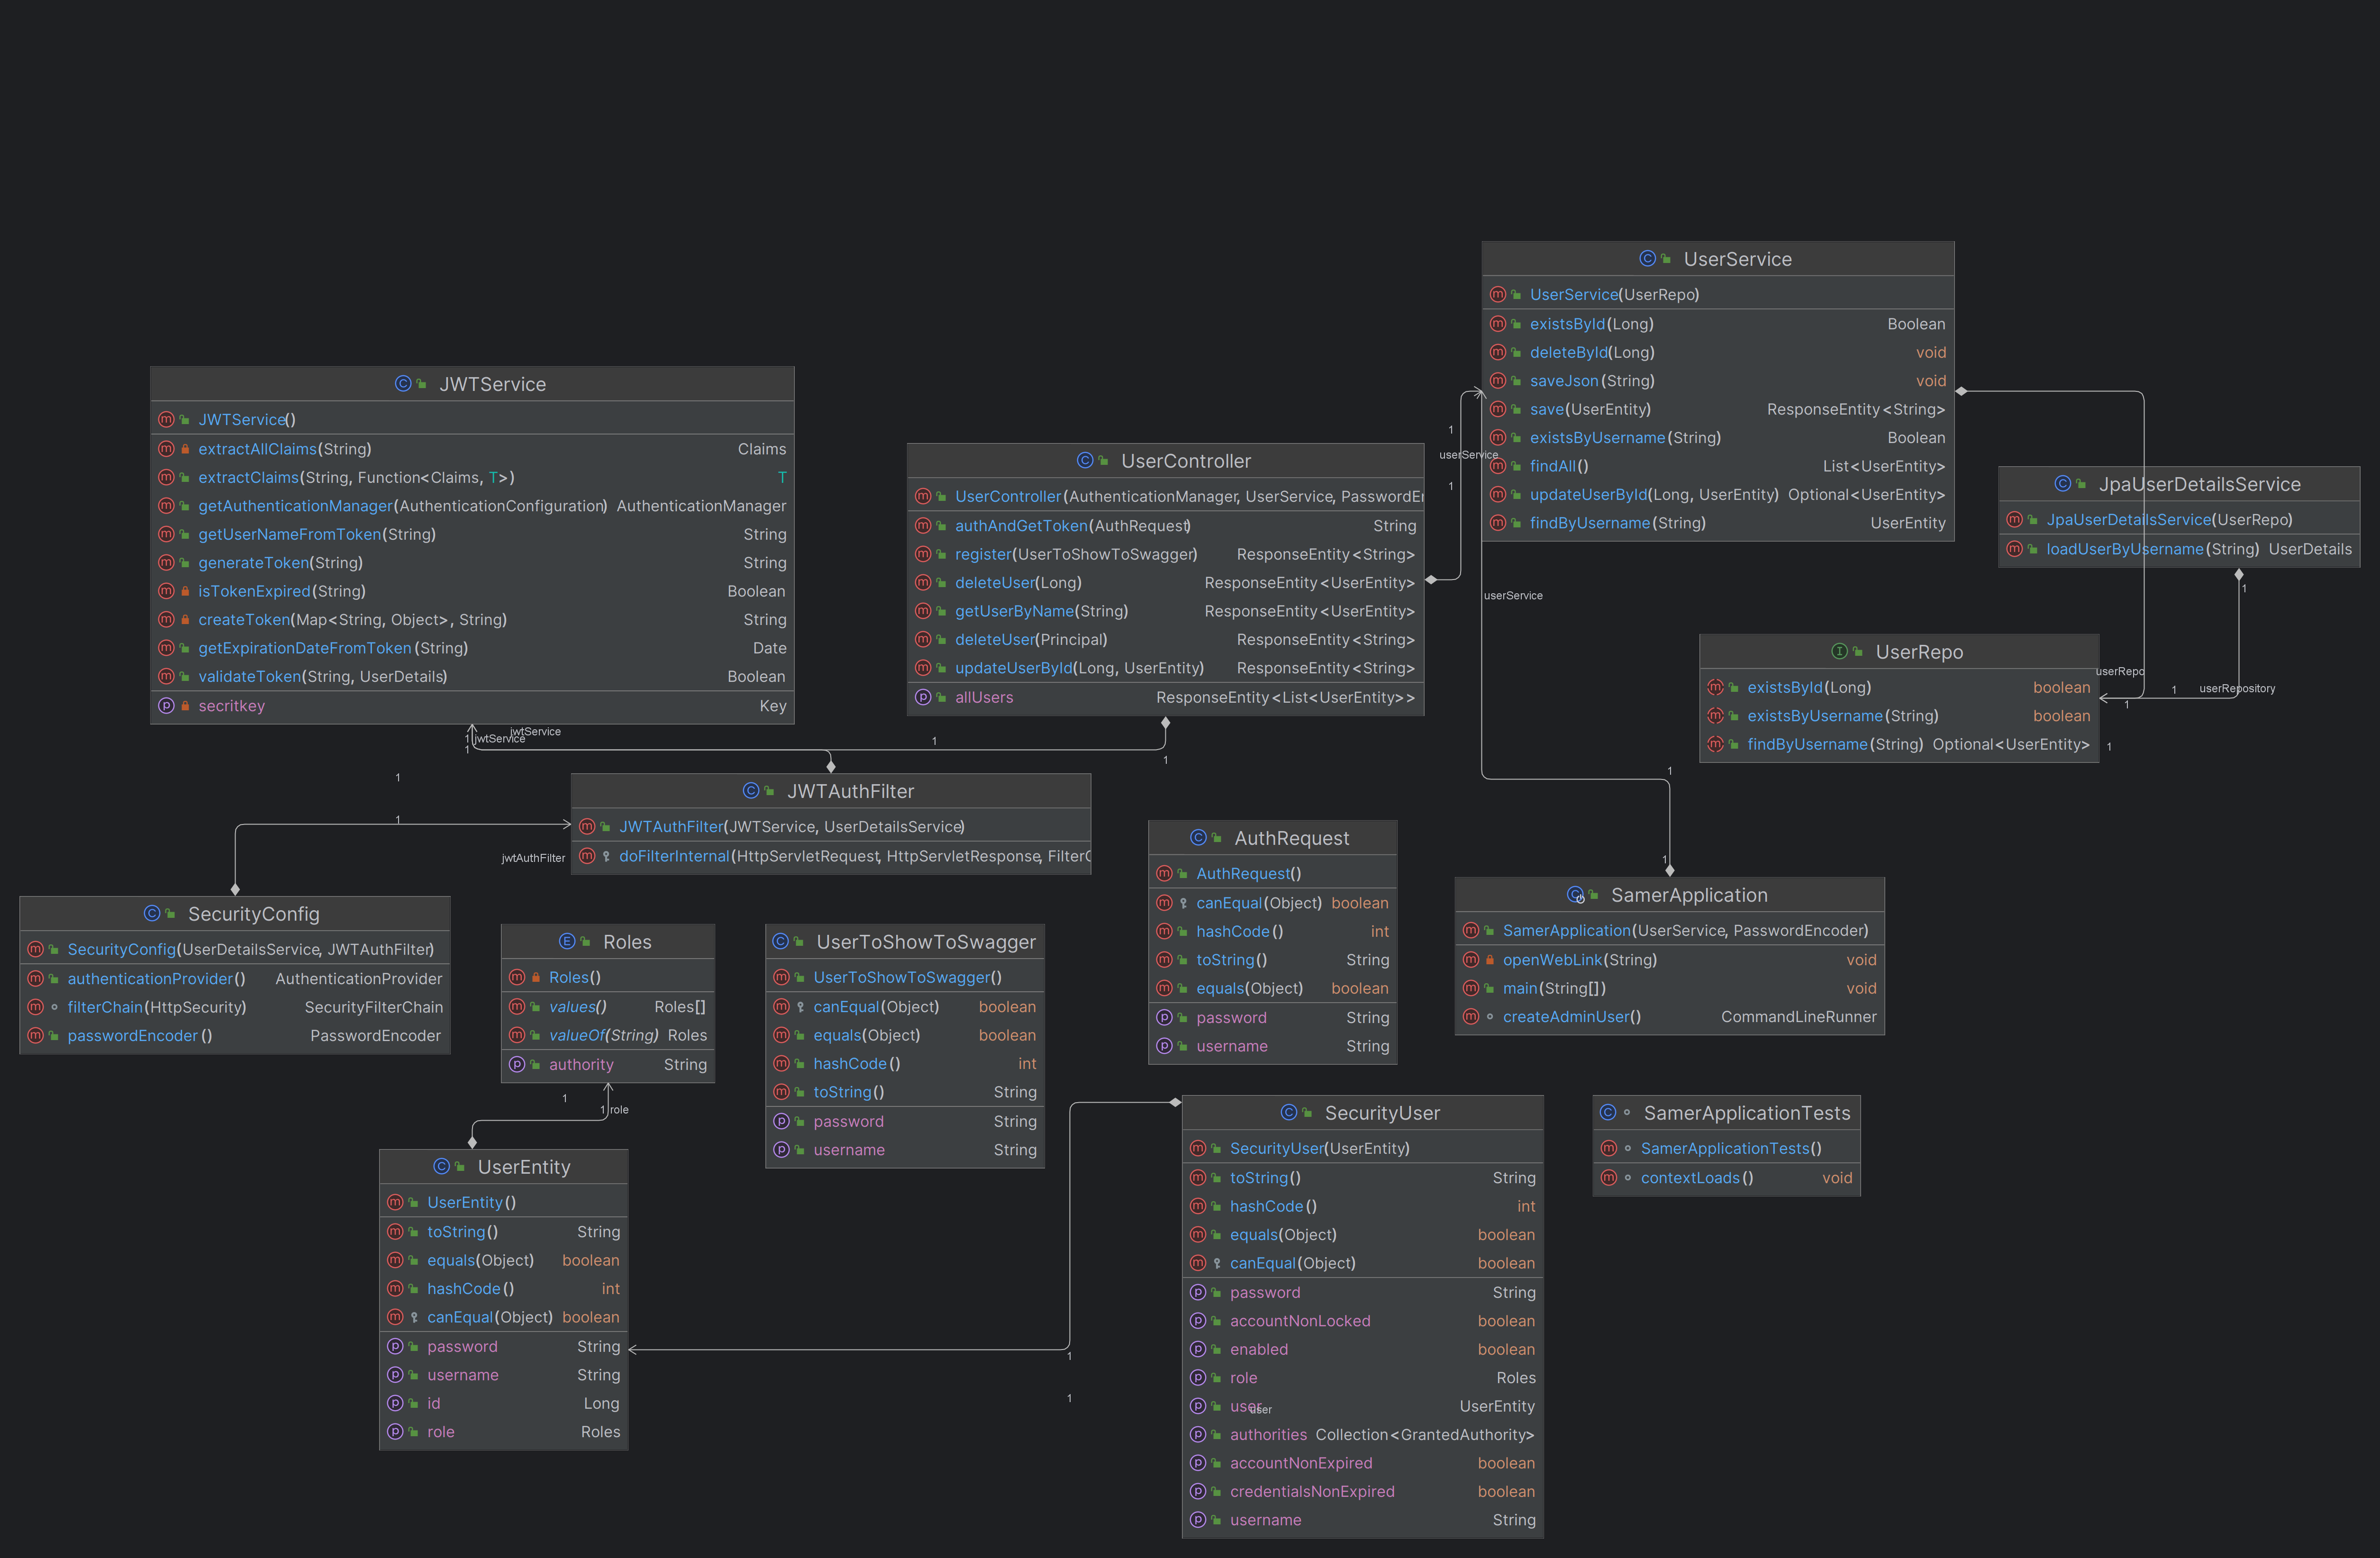 UserService
UserService(UserRepo)
existsById(Long) Boolean
deleteById(Long) void
saveJson(String) void
save(UserEntity) ResponseEntity<String>
existsByUsername(String) Boolean
findAll() List<UserEntity>
updateUserById(Long, UserEntity) Optional<UserEntity>
findByUsername(String) UserEntity
JWTService
JWTService()
extractAllClaims(String) Claims
extractClaims(String, Function<Claims, T>) T
getAuthenticationManager(AuthenticationConfiguration) AuthenticationManager
getUserNameFromToken(String) String
generateToken(String) String
isTokenExpired(String) Boolean
createToken(Map<String, Object>, String) String
getExpirationDateFromToken(String) Date
validateToken(String, UserDetails) Boolean
secritkey Key
UserController
UserController(AuthenticationManager, UserService, PasswordEr
authAndGetToken(AuthRequest) String
register(UserToShowToSwagger) ResponseEntity<String>
deleteUser(Long) ResponseEntity<UserEntity>
getUserByName(String) ResponseEntity<UserEntity>
deleteUser(Principal) ResponseEntity<String>
updateUserById(Long, UserEntity) ResponseEntity<String>
allUsers ResponseEntity<List<UserEntity>>
1
userService
1
userService
JpaUserDetailsService
JpaUserDetailsService(UserRepo)
loadUserByUsername(String) UserDetails
1
UserRepo
existsById(Long) boolean
existsByUsername(String) boolean
findByUsername(String) Optional<UserEntity>
userRepo
1
userRepository
1
1
jwtService
1 jwtService
1
1
1
1
1
jwtAuthFilter
JWTAuthFilter
JWTAuthFilter(JWTService, UserDetailsService)
doFilterInternal(HttpServletRequest, HttpServletResponse, FilterC
1
1
AuthRequest
AuthRequest()
canEqual(Object) boolean
hashCode() int
toString() String
equals(Object) boolean
password String
username String
SamerApplication
SamerApplication(UserService, PasswordEncoder)
openWebLink(String) void
main(String[]) void
createAdminUser() CommandLineRunner
SecurityConfig
SecurityConfig(UserDetailsService, JWTAuthFilter)
authenticationProvider() AuthenticationProvider
filterChain(HttpSecurity) SecurityFilterChain
passwordEncoder() PasswordEncoder
Roles
Roles()
values() Roles[]
valueOf(String) Roles
authority String
1
1 role
UserToShowToSwagger
UserToShowToSwagger()
canEqual(Object) boolean
equals(Object) boolean
hashCode() int
toString() String
password String
username String
UserEntity
UserEntity()
toString() String
equals(Object) boolean
hashCode() int
canEqual(Object) boolean
password String
username String
id Long
role Roles
1
1
SecurityUser
SecurityUser(UserEntity)
toString() String
hashCode() int
equals(Object) boolean
canEqual(Object) boolean
password String
accountNonLocked boolean
enabled boolean
role Roles
user UserEntity
user
authorities Collection<GrantedAuthority>
accountNonExpired boolean
credentialsNonExpired boolean
username String
SamerApplicationTests
SamerApplicationTests()
contextLoads() void